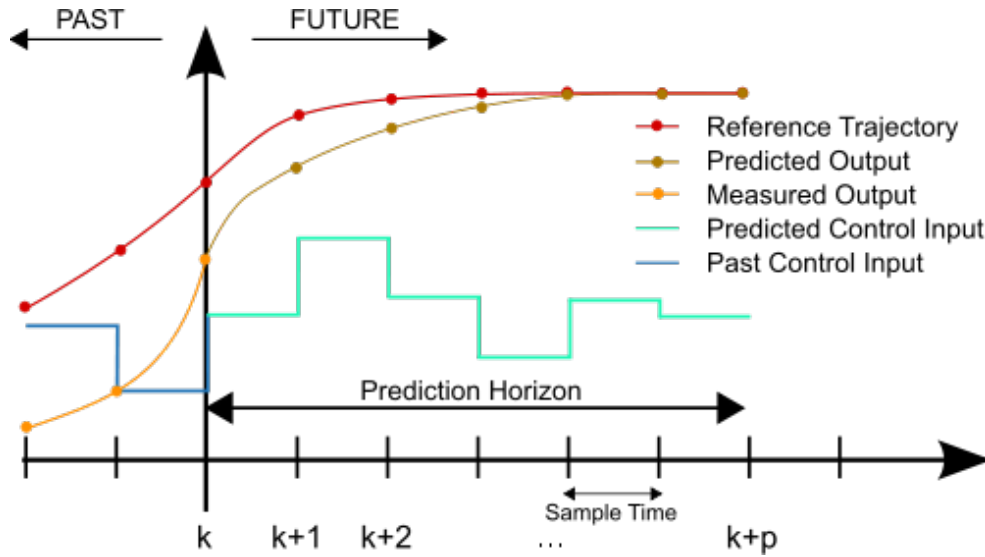 PAST
FUTURE
Reference Trajectory
Predicted Output
Measured Output
Predicted Control Input
Past Control Input
Prediction Horizon
Sample Time
k
k+1
k+2
...
k+p